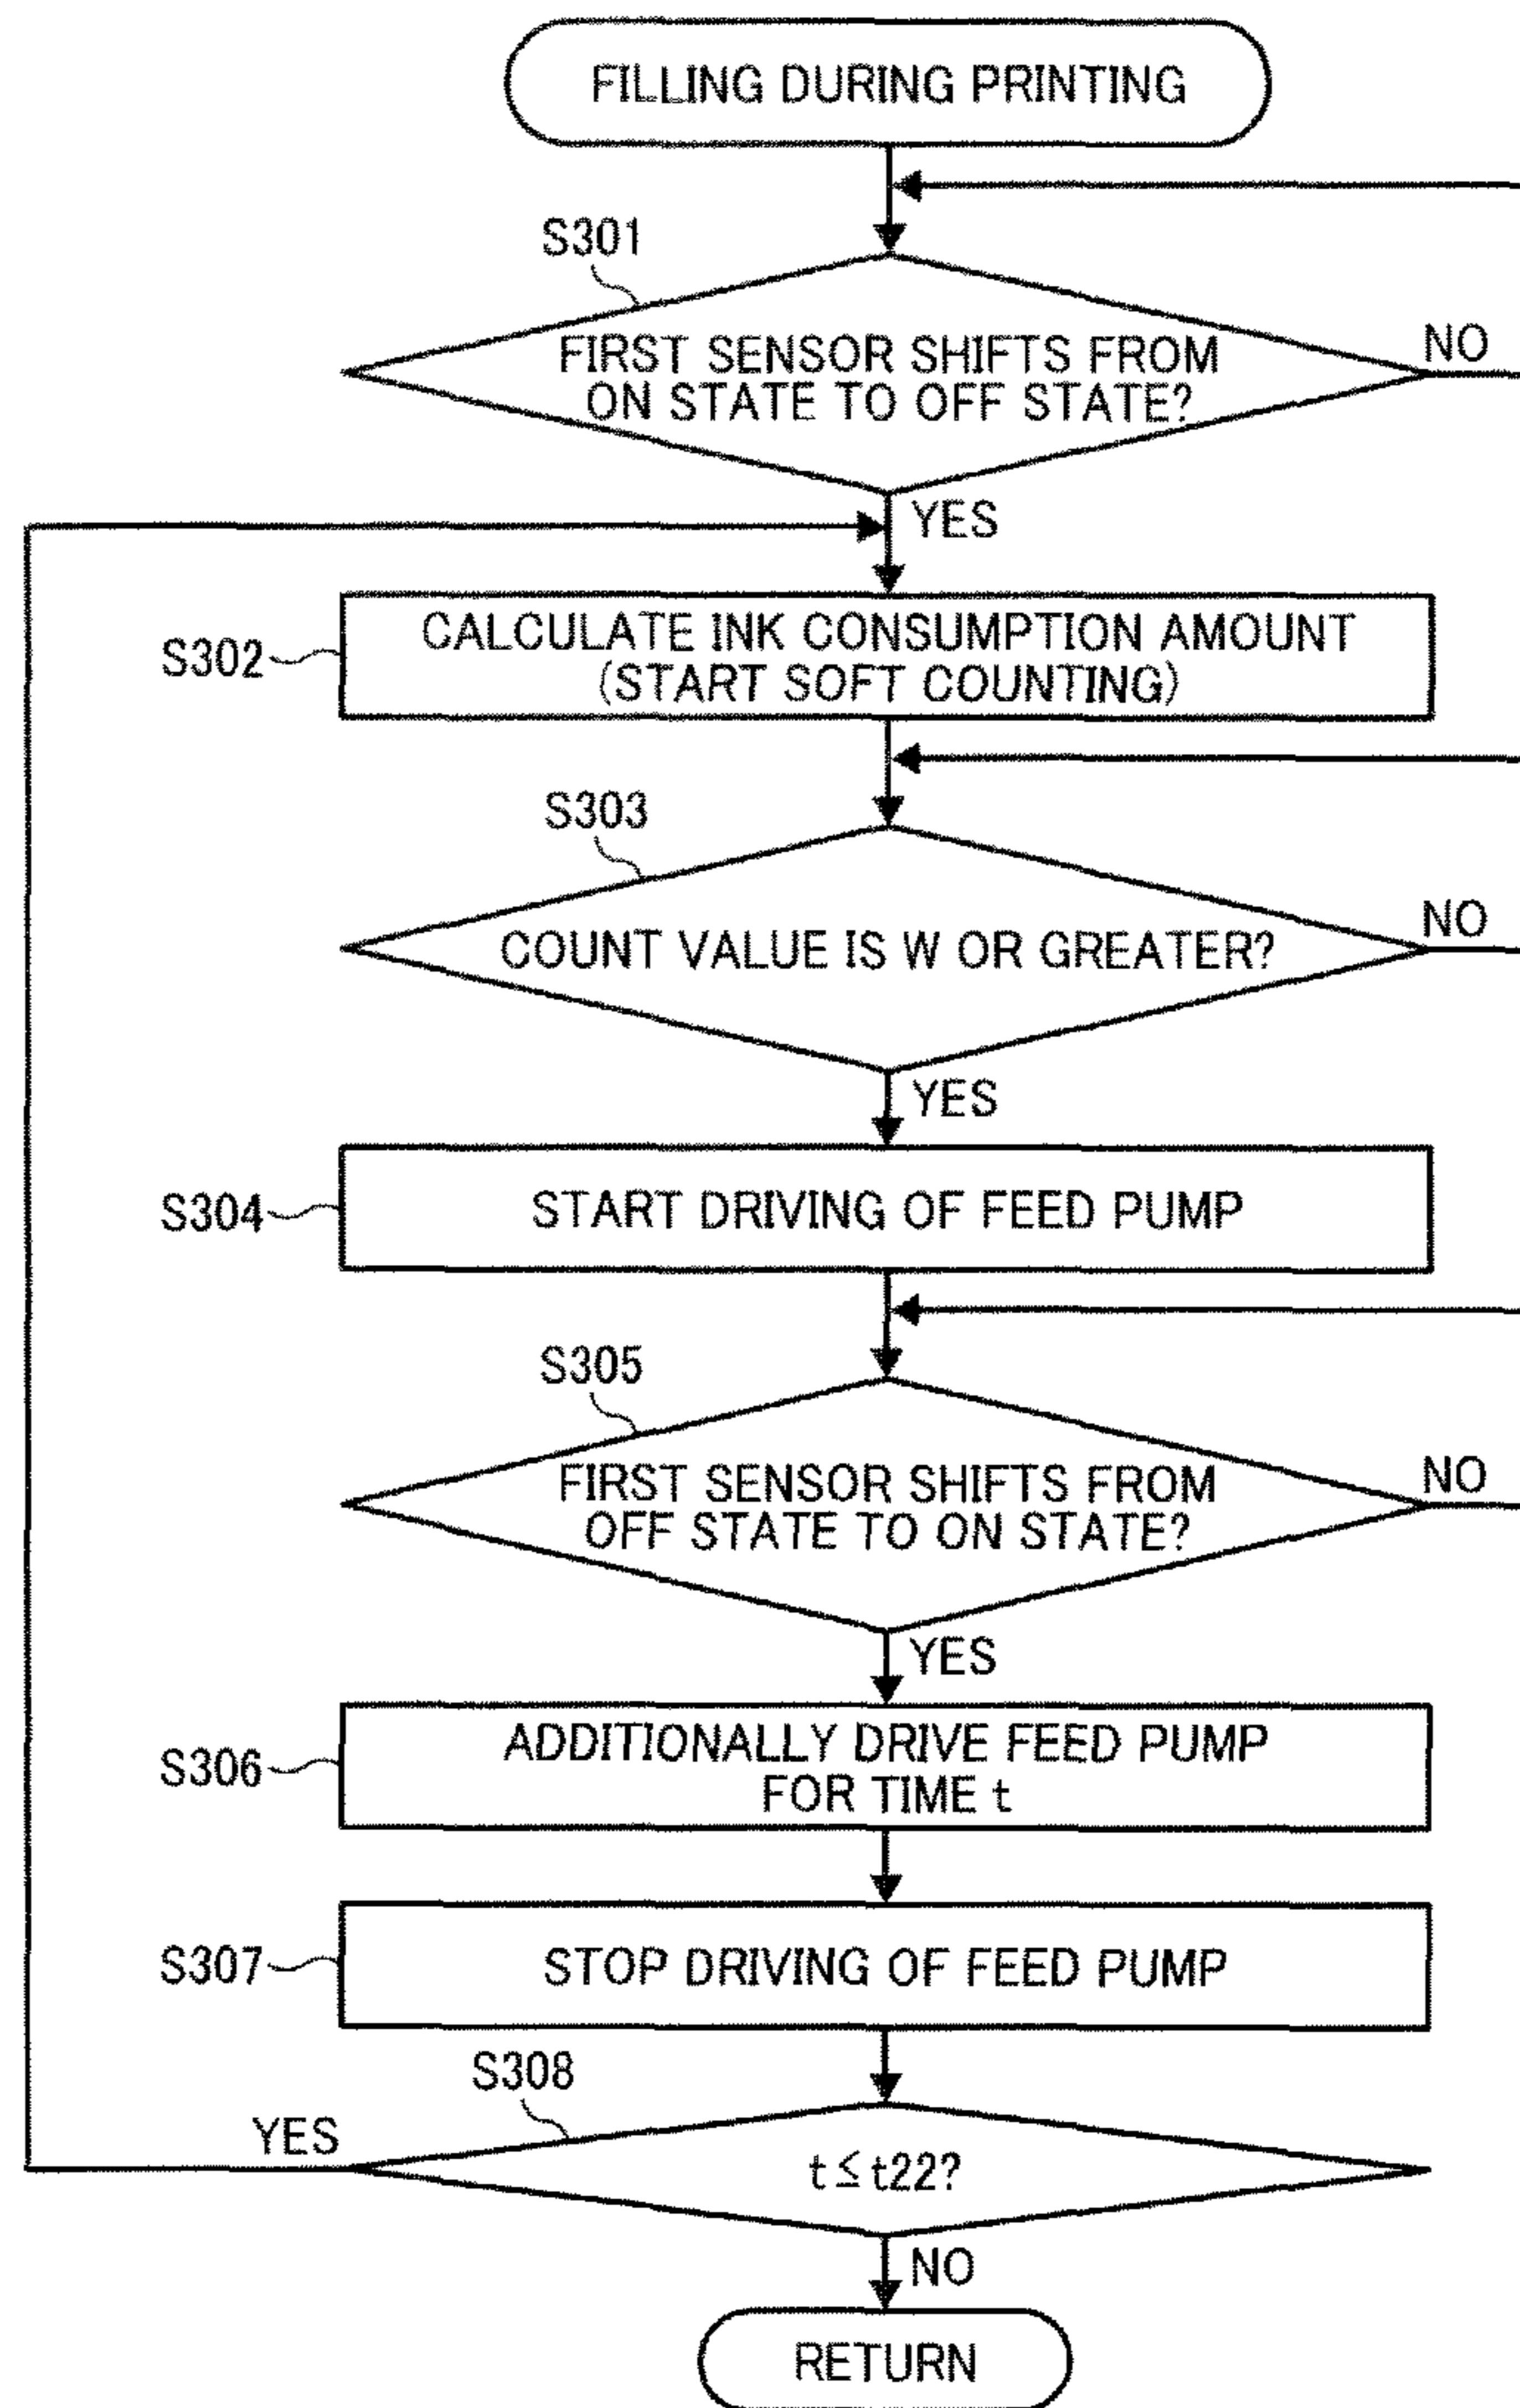 FILLING DURING PRINTING
S301
FIRST SENSOR SHIFTS FROM
ON STATE TO OFF STATE?
NO
YES
S302
CALCULATE INK CONSUMPTION AMOUNT
(START SOFT COUNTING)
S303
COUNT VALUE IS W OR GREATER?
NO
YES
S304
START DRIVING OF FEED PUMP
S305
FIRST SENSOR SHIFTS FROM
OFF STATE TO ON STATE?
NO
YES
S306
ADDITIONALLY DRIVE FEED PUMP
FOR TIME t
S307
STOP DRIVING OF FEED PUMP
S308
YES
t≤t22?
NO
RETURN